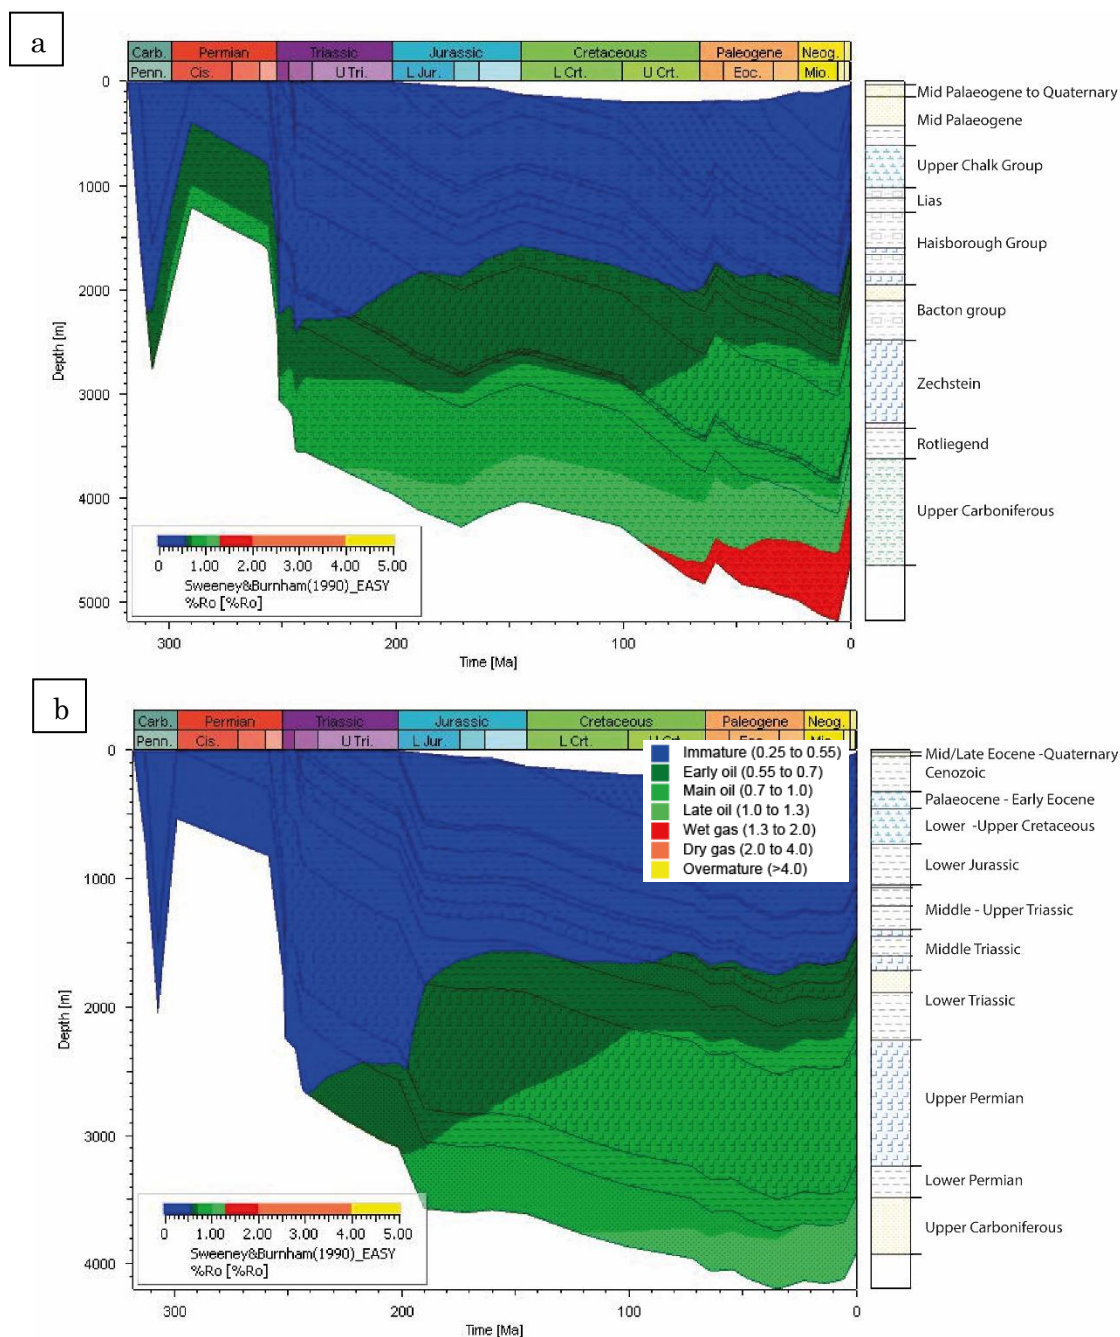 a
Carb. Permian Triassic Jurassic Cretaceous Paleogene Neog.
Penn. Cis. U Tri. L Jur. L Crt. U Crt. Eoc. Mio.
0
1000
2000
3000
4000
5000
Depth [m]
Mid Palaeogene to Quaternary
Mid Palaeogene
Upper Chalk Group
Lias
Haisborough Group
Bacton group
Zechstein
Rotliegend
Upper Carboniferous
0 1.00 2.00 3.00 4.00 5.00
Sweeney&Burnham(1990)_EASY
%Ro [%Ro]
300 200 100 0
Time [Ma]
b
Carb. Permian Triassic Jurassic Cretaceous Paleogene Neog.
Penn. Cis. U Tri. L Jur. L Crt.
Immature (0.25 to 0.55)
Early oil (0.55 to 0.7)
Main oil (0.7 to 1.0)
Late oil (1.0 to 1.3)
Wet gas (1.3 to 2.0)
Dry gas (2.0 to 4.0)
Overmature (>4.0)
0
1000
2000
3000
4000
Depth [m]
Mid/Late Eocene -Quaternary
Cenozoic
Palaeocene - Early Eocene
Lower -Upper Cretaceous
Lower Jurassic
Middle - Upper Triassic
Middle Triassic
Lower Triassic
Upper Permian
Lower Permian
Upper Carboniferous
0 1.00 2.00 3.00 4.00 5.00
Sweeney&Burnham(1990)_EASY
%Ro [%Ro]
300 200 100 0
Time [Ma]